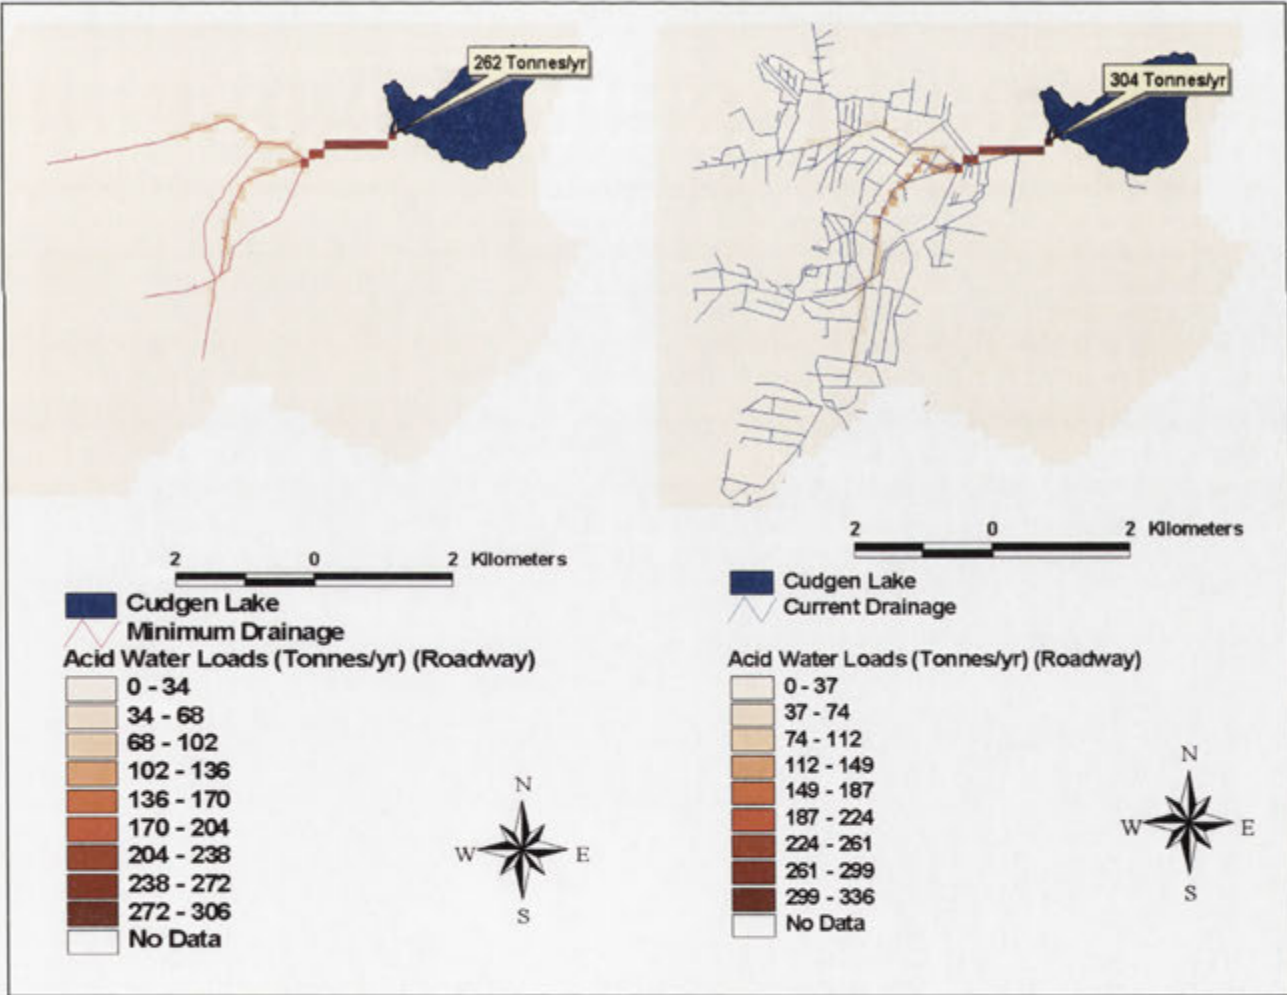 262 Tonnes/yr
2 0 2 Kilometers
Cudgen Lake
Minimum Drainage
Acid Water Loads (Tonnes/yr) (Roadway)
0 - 34
34 - 68
68 - 102
102 - 136
136 - 170
170 - 204
204 - 238
238 - 272
272 - 306
No Data
N
W E
S
304 Tonnes/yr
2 0 2 Kilometers
Cudgen Lake
Current Drainage
Acid Water Loads (Tonnes/yr) (Roadway)
0 - 37
37 - 74
74 - 112
112 - 149
149 - 187
187 - 224
224 - 261
261 - 299
299 - 336
No Data
N
W E
S